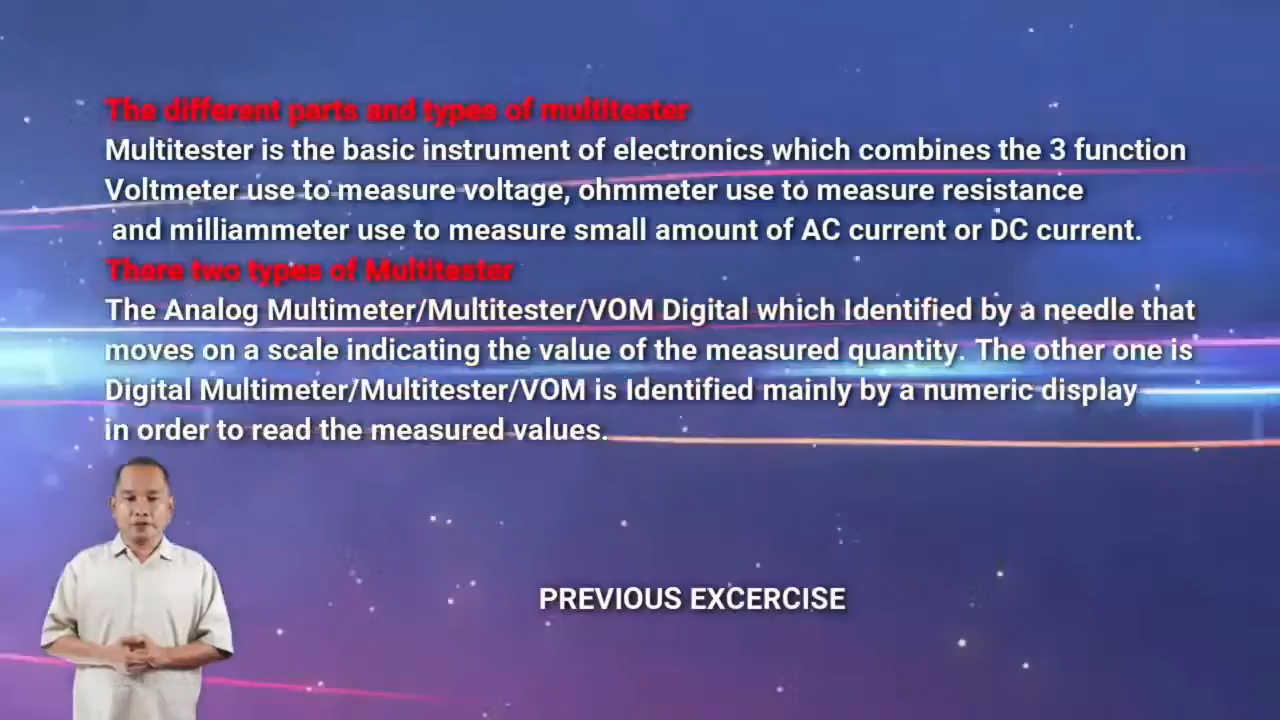 The different parts and types of multitester
Multitester is the basic instrument of electronics which combines the 3 function
Voltmeter use to measure voltage, ohmmeter use to measure resistance
and milliammeter use to measure small amount of AC current or DC current.
There two types of Multitester
The Analog Multimeter/Multitester/VOM Digital which Identified by a needle that
moves on a scale indicating the value of the measured quantity. The other one is
Digital Multimeter/Multitester/VOM is Identified mainly by a numeric display
in order to read the measured values.
PREVIOUS EXCERCISE